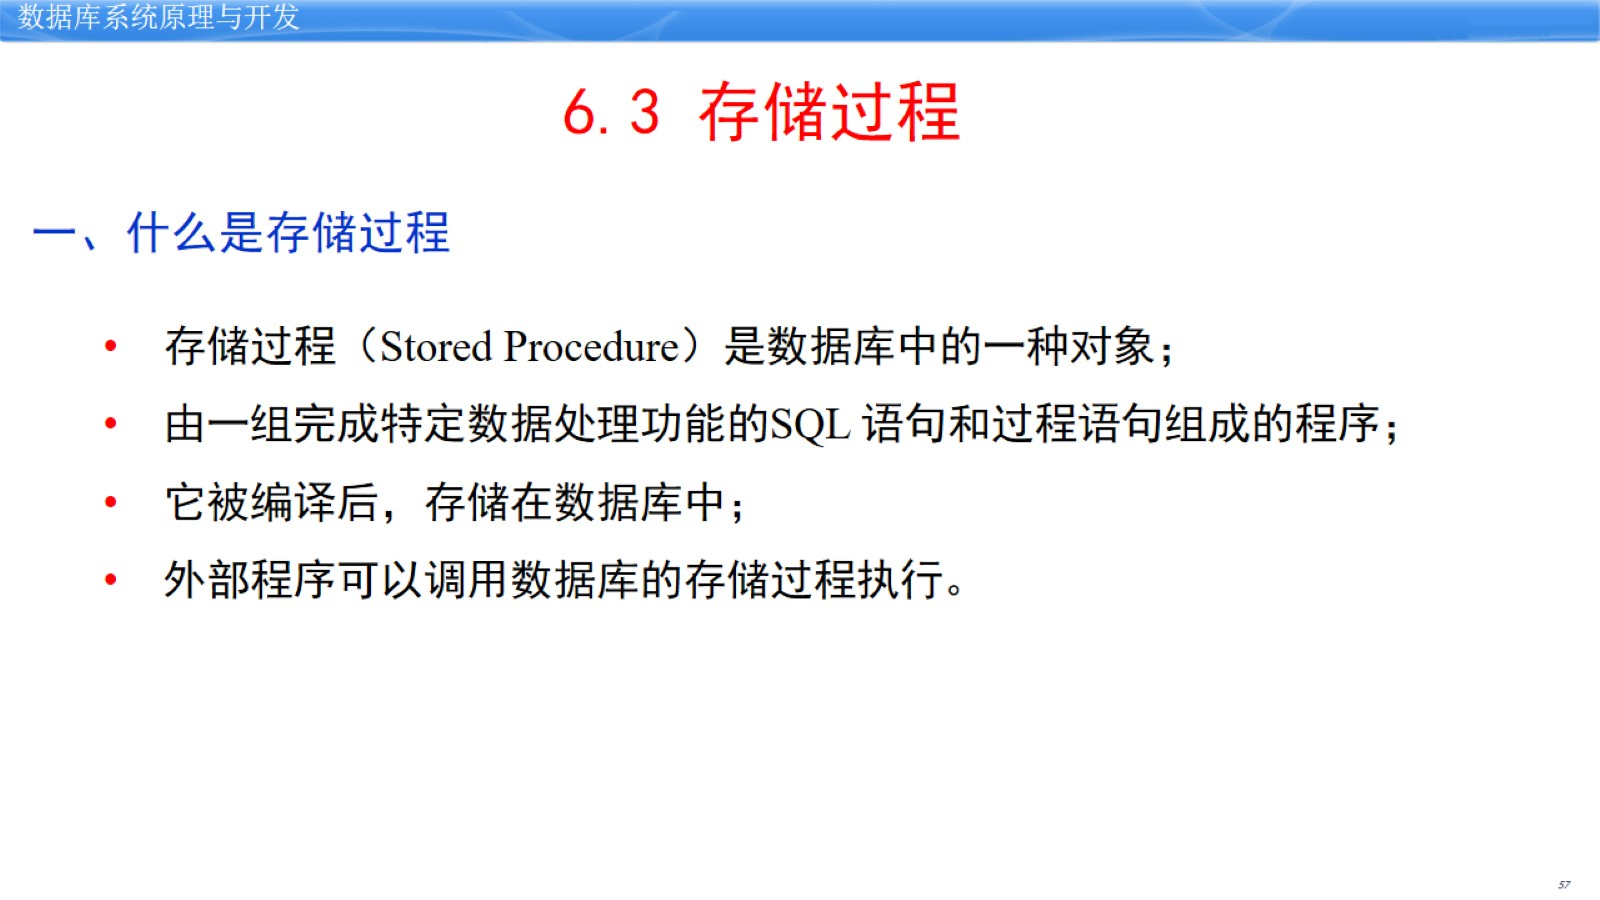 数据库系统原理与开发
6.3 存储过程
一、什么是存储过程
• 存储过程（Stored Procedure）是数据库中的一种对象；
• 由一组完成特定数据处理功能的SQL 语句和过程语句组成的程序；
• 它被编译后，存储在数据库中；
• 外部程序可以调用数据库的存储过程执行。
57